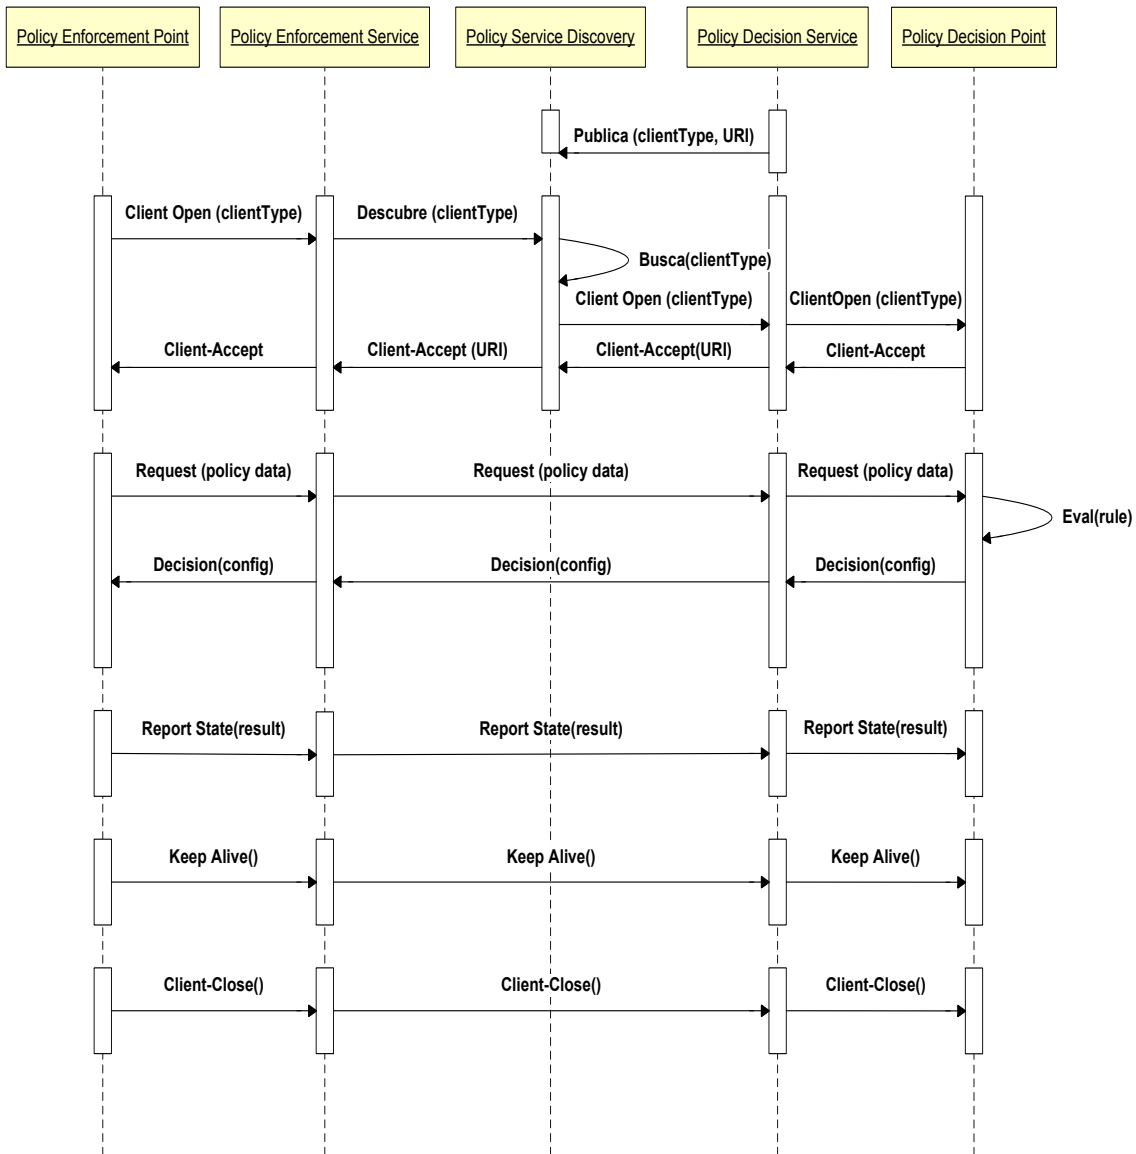 Policy Enforcement Point
Policy Enforcement Service
Policy Service Discovery
Policy Decision Service
Policy Decision Point
Publica (clientType, URI)
Client Open (clientType)
Descubre (clientType)
Busca(clientType)
Client Open (clientType)
ClientOpen (clientType)
Client-Accept
Client-Accept (URI)
Client-Accept(URI)
Client-Accept
Request (policy data)
Request (policy data)
Request (policy data)
Eval(rule)
Decision(config)
Decision(config)
Decision(config)
Report State(result)
Report State(result)
Report State(result)
Keep Alive()
Keep Alive()
Keep Alive()
Client-Close()
Client-Close()
Client-Close()